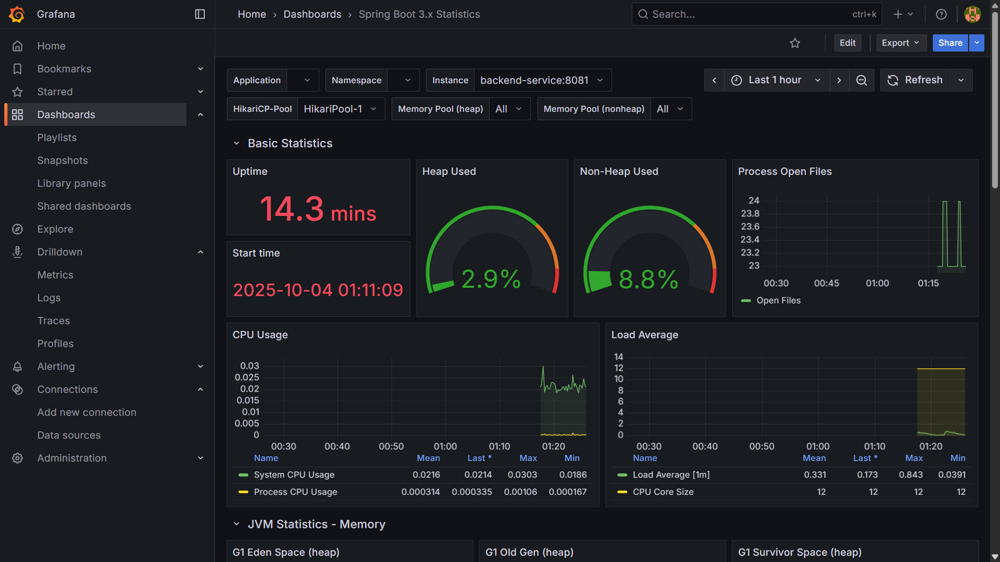 Grafana
Home
Bookmarks
Starred
Dashboards
Playlists
Snapshots
Library panels
Shared dashboards
Explore
Drilldown
Metrics
Logs
Traces
Profiles
Alerting
Connections
Add new connection
Data sources
Administration
Home › Dashboards › Spring Boot 3.x Statistics
Search... ctrl+k
Edit Export Share
Application Namespace Instance backend-service:8081 Last 1 hour Refresh
HikariCP-Pool HikariPool-1 Memory Pool (heap) All Memory Pool (nonheap) All
Basic Statistics
Uptime
14.3 mins
Start time
2025-10-04 01:11:09
Heap Used
2.9%
Non-Heap Used
8.8%
Process Open Files
24
23.8
23.6
23.4
23.2
23
00:30 00:45 01:00 01:15
Open Files
CPU Usage
0.03
0.025
0.02
0.015
0.01
0.005
0
00:30 00:40 00:50 01:00 01:10 01:20
Name Mean Last * Max Min
System CPU Usage 0.0216 0.0214 0.0303 0.0186
Process CPU Usage 0.000314 0.000335 0.00106 0.000167
Load Average
14
12
10
8
6
4
2
0
00:30 00:40 00:50 01:00 01:10 01:20
Name Mean Last * Max Min
Load Average [1m] 0.331 0.173 0.843 0.0391
CPU Core Size 12 12 12 12
JVM Statistics - Memory
G1 Eden Space (heap)
G1 Old Gen (heap)
G1 Survivor Space (heap)